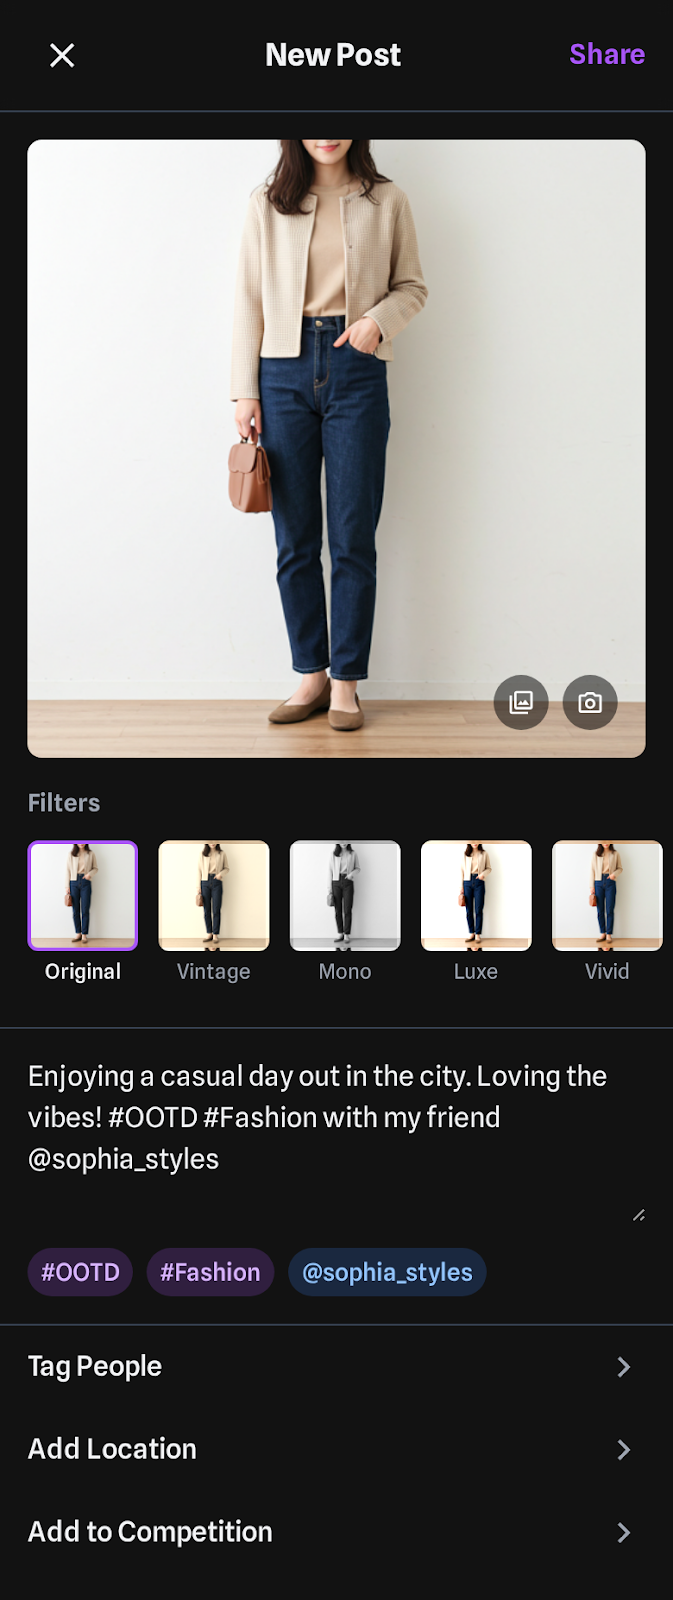 New Post
Share
Filters
Original
Vintage
Mono
Luxe
Vivid
Enjoying a casual day out in the city. Loving the
vibes! #OOTD #Fashion with my friend
@sophia_styles
#OOTD
#Fashion
@sophia_styles
Tag People
Add Location
Add to Competition